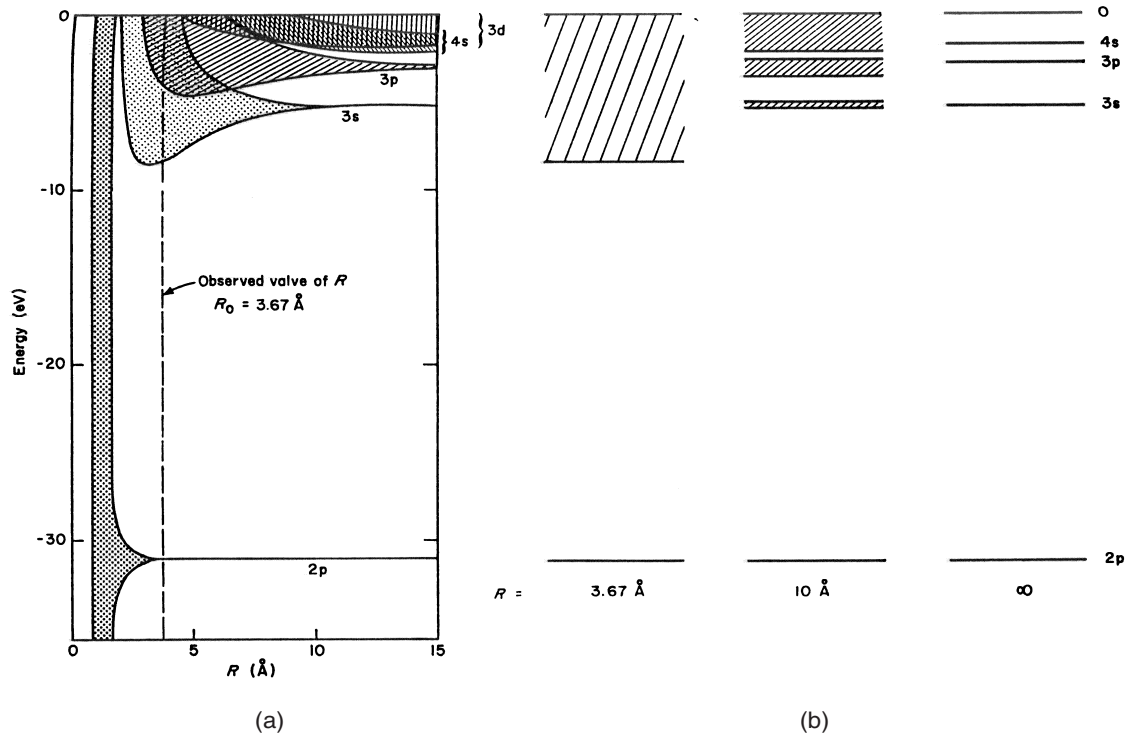 0
-10
-20
-30
Energy (eV)
0
5
10
15
R (Å)
3d
4s
3p
3s
Observed valve of R
R₀ = 3.67 Å
2p
(a)
0
4s
3p
3s
2p
R =
3.67 Å
10 Å
∞
(b)